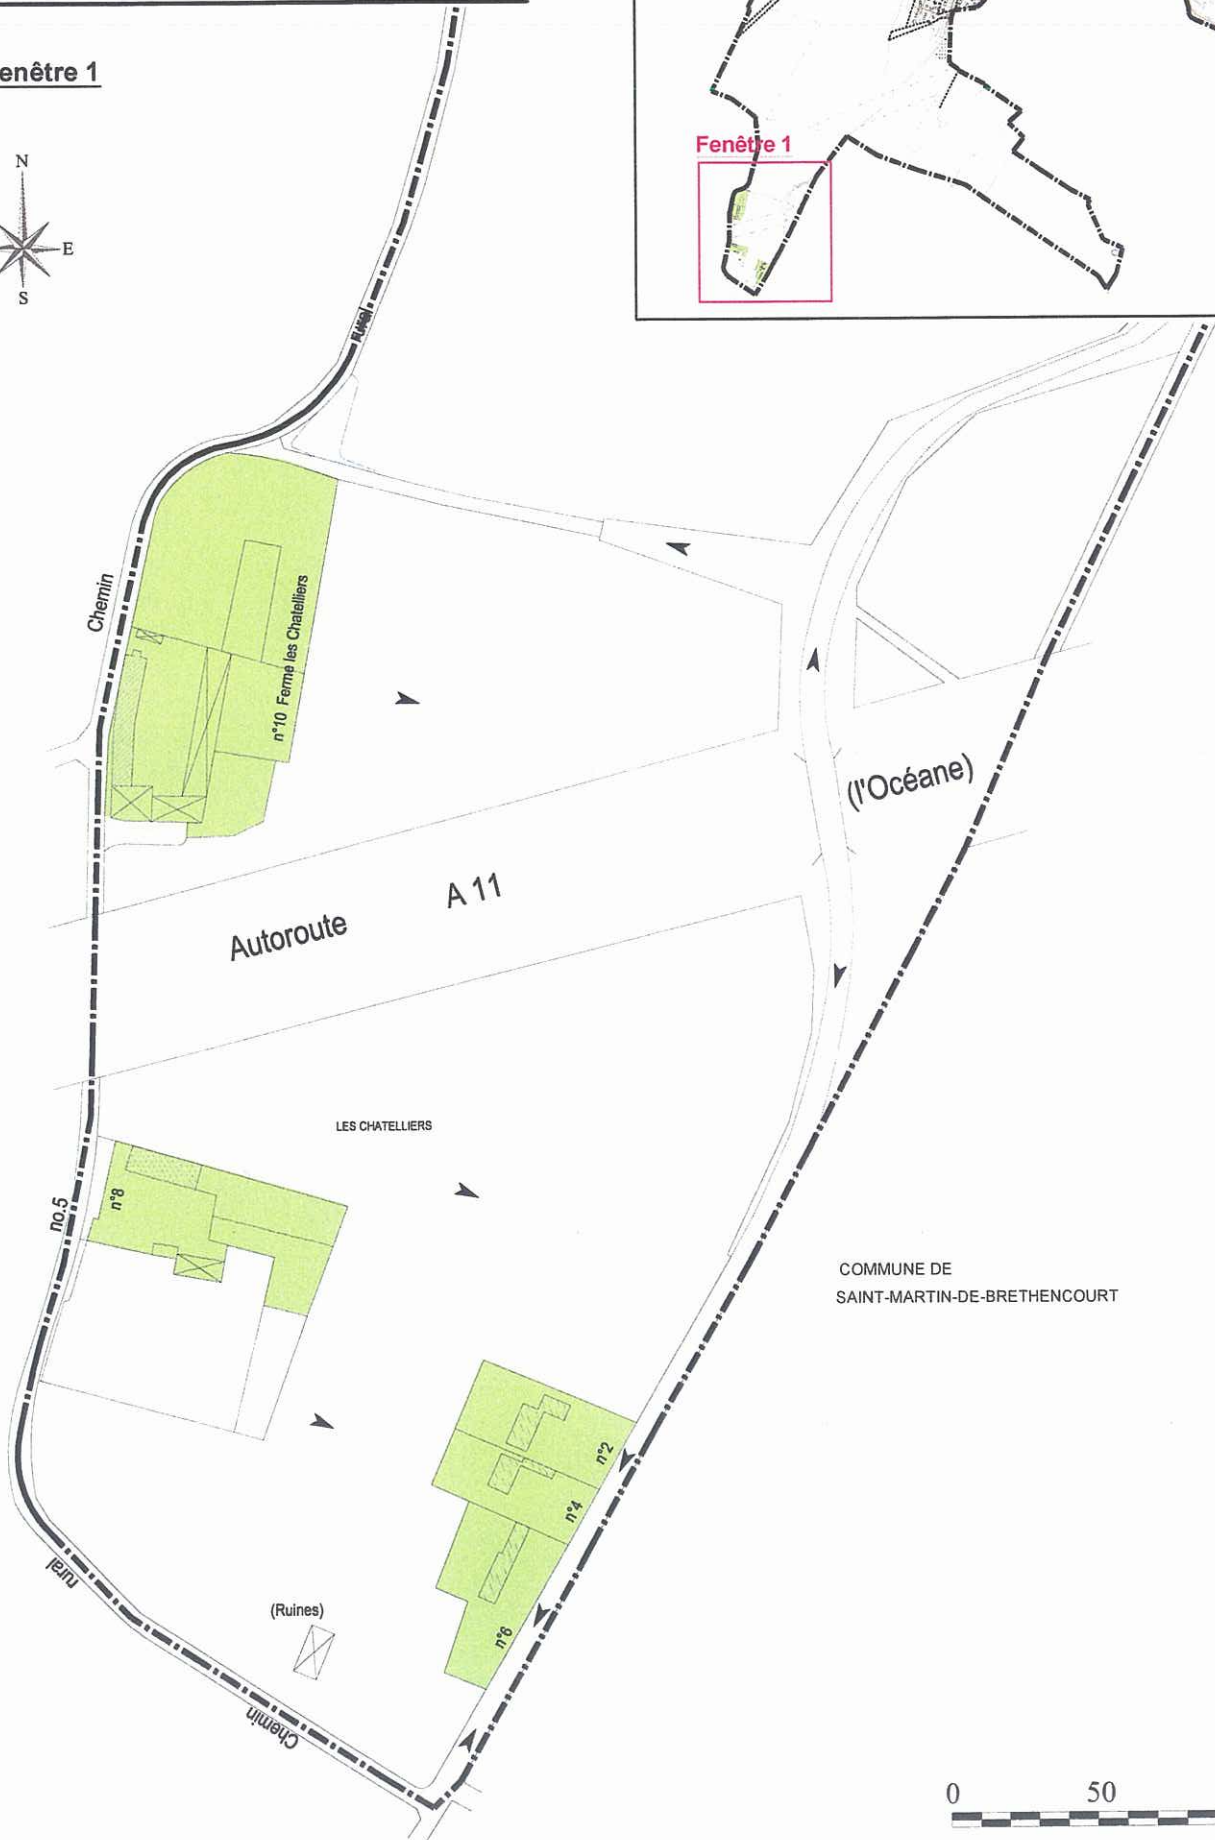 enêtre 1
Fenêtre 1
N
E
S
rural
Chemin
n°10 Ferme les Chatelliers
(l'Océane)
A 11
Autoroute
LES CHATELLIERS
n°8
no.5
COMMUNE DE
SAINT-MARTIN-DE-BRETHENCOURT
n°2
n°4
n°6
rural
(Ruines)
Chemin
0 50